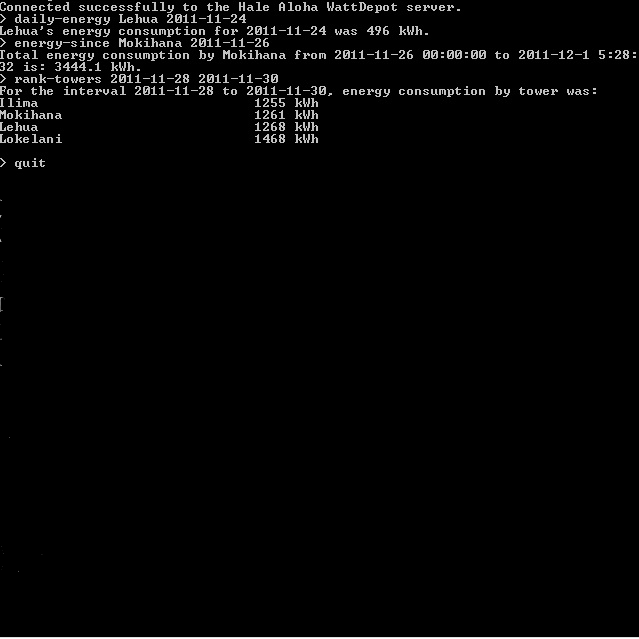 Connected successfully to the Hale Aloha WattDepot server.
> daily-energy Lehua 2011-11-24
Lehua's energy consumption for 2011-11-24 was 496 kWh.
> energy-since Mokihana 2011-11-26
Total energy consumption by Mokihana from 2011-11-26 00:00:00 to 2011-12-1 5:28:
32 is: 3444.1 kWh.
> rank-towers 2011-11-28 2011-11-30
For the interval 2011-11-28 to 2011-11-30, energy consumption by tower was:
Ilima 1255 kWh
Mokihana 1261 kWh
Lehua 1268 kWh
Lokelani 1468 kWh
> quit